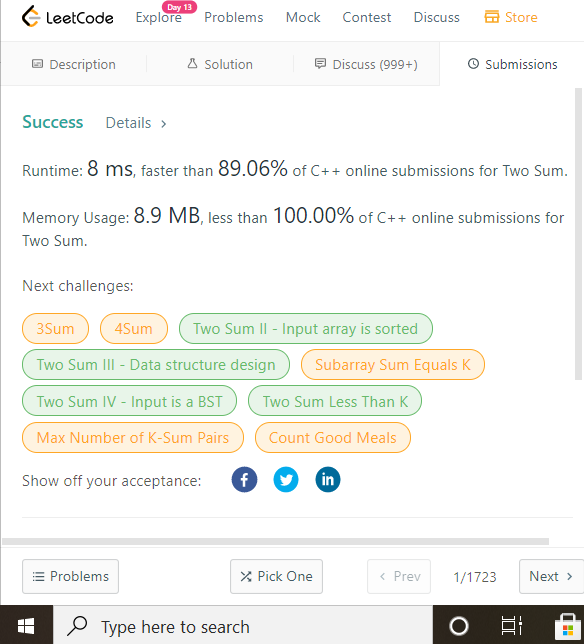 LeetCode Explore Day 13 Problems Mock Contest Discuss Store
Description Solution Discuss (999+) Submissions
Success Details >
Runtime: 8 ms, faster than 89.06% of C++ online submissions for Two Sum.
Memory Usage: 8.9 MB, less than 100.00% of C++ online submissions for
Two Sum.
Next challenges:
3Sum 4Sum Two Sum II - Input array is sorted
Two Sum III - Data structure design Subarray Sum Equals K
Two Sum IV - Input is a BST Two Sum Less Than K
Max Number of K-Sum Pairs Count Good Meals
Show off your acceptance: f in
Problems Pick One < Prev 1/1723 Next >
Type here to search